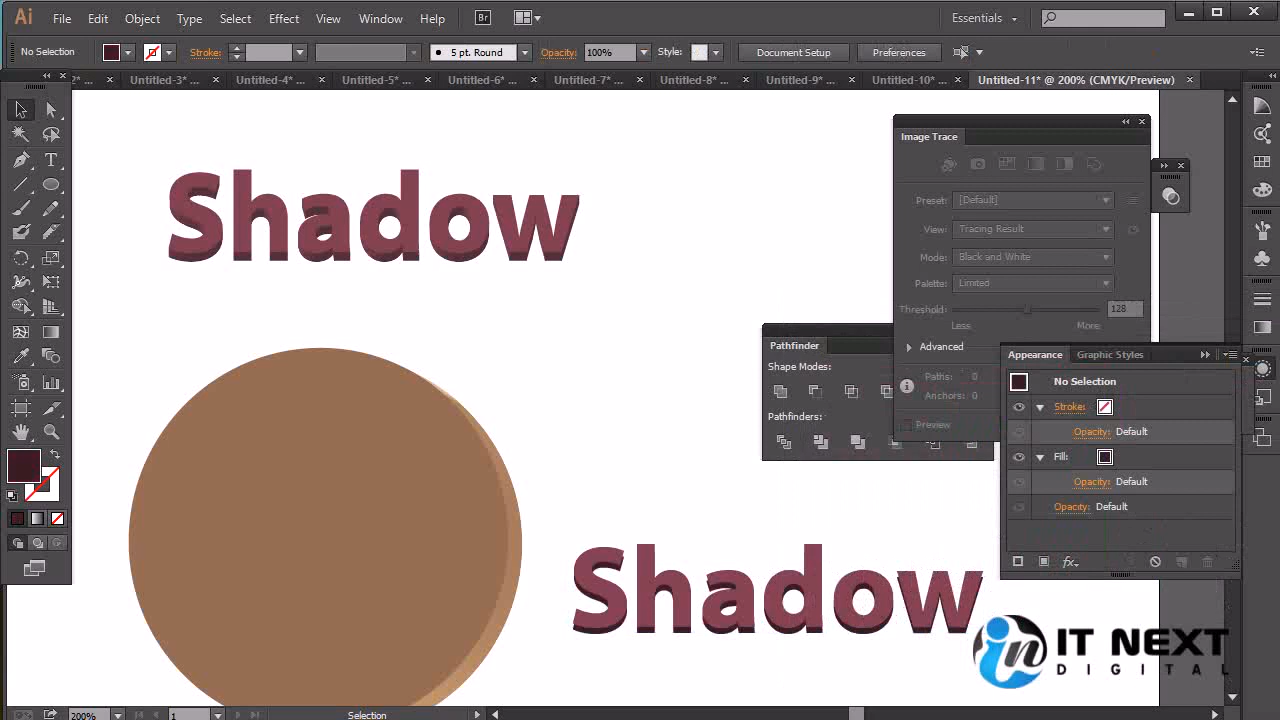 Ai File Edit Object Type Select Effect View Window Help Br Essentials
No Selection Stroke: 5 pt. Round Opacity: 100% Style: Document Setup Preferences
2* ... Untitled-3* ... Untitled-4* ... Untitled-5* ... Untitled-6* ... Untitled-7* ... Untitled-8* ... Untitled-9* ... Untitled-10* ... Untitled-11* @ 200% (CMYK/Preview)
Image Trace
Preset: [Default]
View: Tracing Result
Mode: Black and White
Palette: Limited
Threshold: 128
Less More
Advanced
Paths: 0
Anchors: 0
Preview
Shadow
Pathfinder
Shape Modes:
Pathfinders:
Appearance Graphic Styles
No Selection
Stroke:
Opacity: Default
Fill:
Opacity: Default
Opacity: Default
fx
Shadow
in IT NEXT
DIGITAL
200% 1 Selection